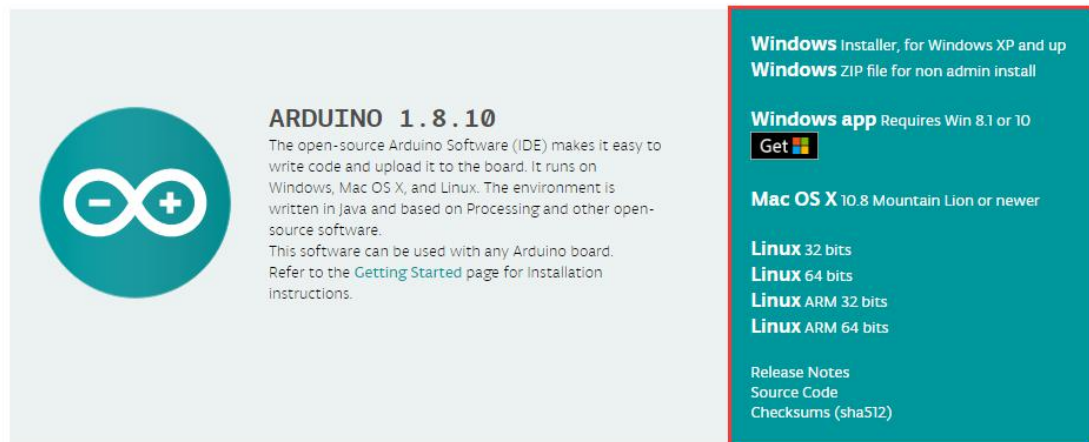 ARDUINO 1.8.10
The open-source Arduino Software (IDE) makes it easy to
write code and upload it to the board. It runs on
Windows, Mac OS X, and Linux. The environment is
written in Java and based on Processing and other open-
source software.
This software can be used with any Arduino board.
Refer to the Getting Started page for Installation
instructions.
Windows Installer, for Windows XP and up
Windows ZIP file for non admin install
Windows app Requires Win 8.1 or 10
Get
Mac OS X 10.8 Mountain Lion or newer
Linux 32 bits
Linux 64 bits
Linux ARM 32 bits
Linux ARM 64 bits
Release Notes
Source Code
Checksums (sha512)